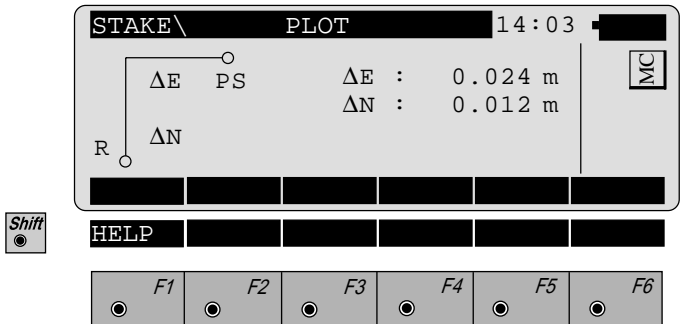 STAKE\ PLOT 14:03
ΔE PS ΔE : 0.024 m MC
ΔN : 0.012 m
R ΔN
Shift
HELP
F1 F2 F3 F4 F5 F6